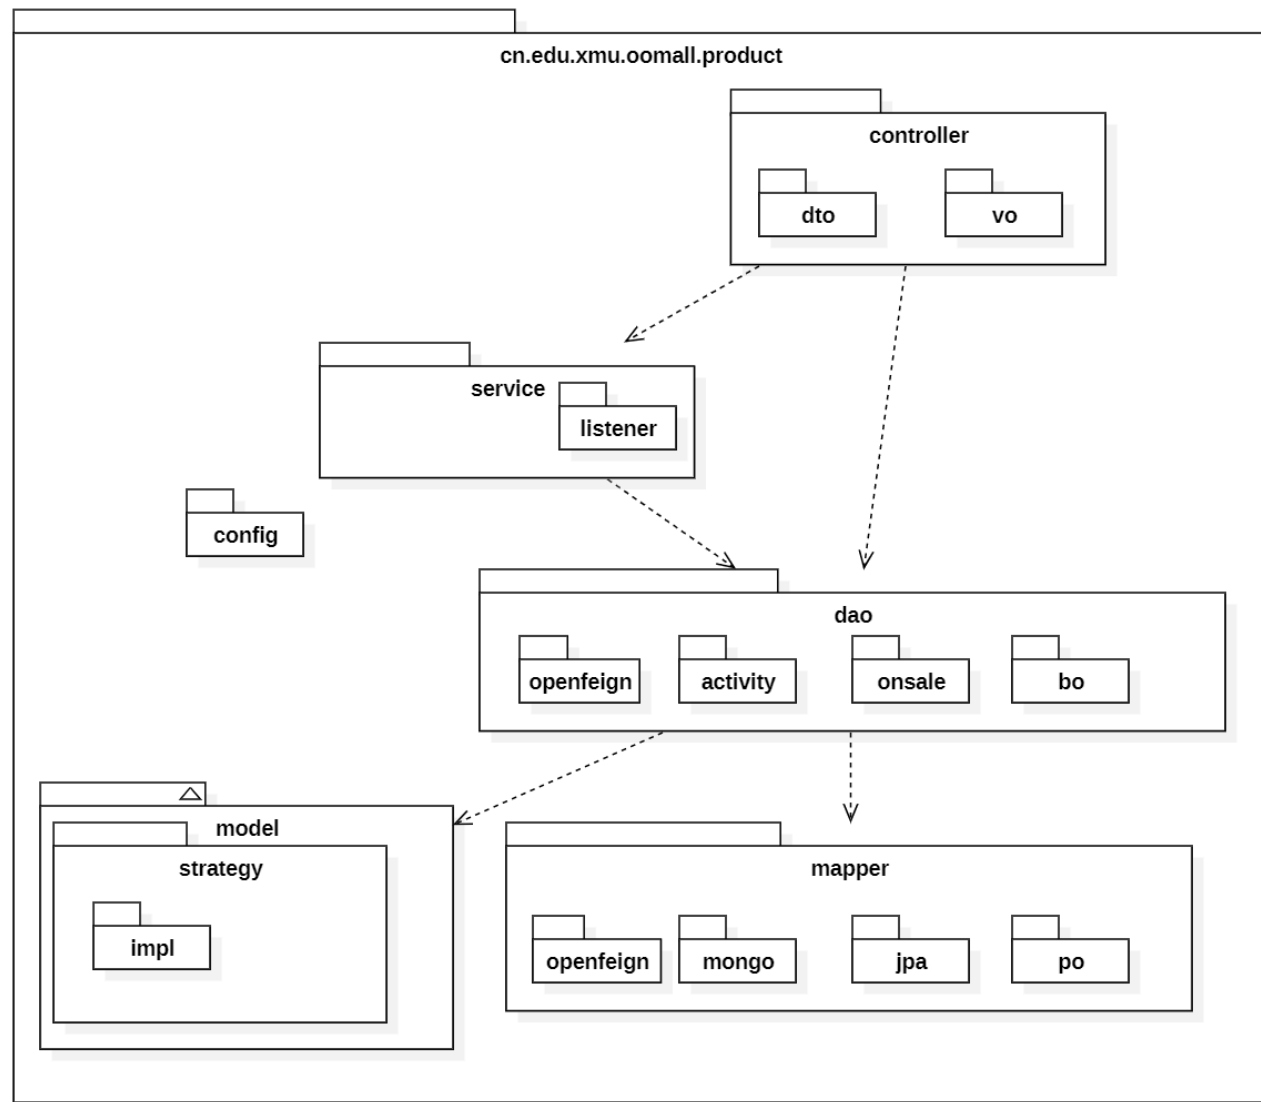 cn.edu.xmu.oomall.product
controller
dto
vo
service
listener
config
dao
openfeign
activity
onsale
bo
model
strategy
impl
mapper
openfeign
mongo
jpa
po